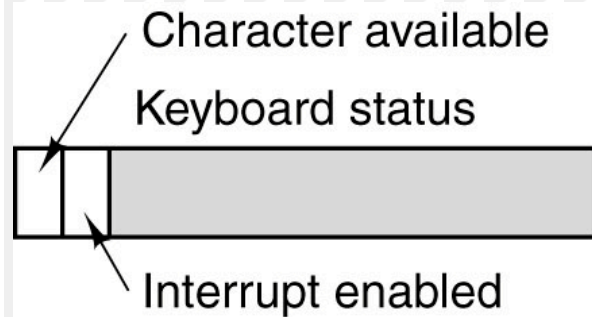 Character available
Keyboard status
Interrupt enabled